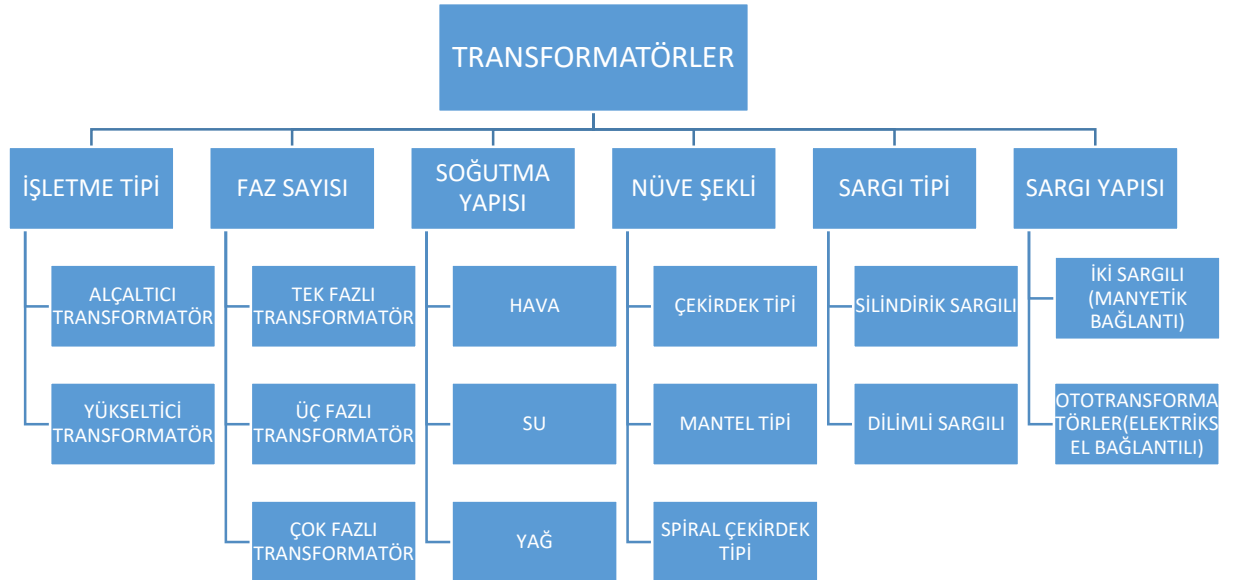 TRANSFORMATÖRLER
İŞLETME TİPİ
ALÇALTICI
TRANSFORMATÖR
YÜKSELTİCİ
TRANSFORMATÖR
FAZ SAYISI
TEK FAZLI
TRANSFORMATÖR
ÜÇ FAZLI
TRANSFORMATÖR
ÇOK FAZLI
TRANSFORMATÖR
SOĞUTMA
YAPISI
HAVA
SU
YAĞ
NÜVE ŞEKLİ
ÇEKİRDEK TİPİ
MANTEL TİPİ
SPİRAL ÇEKİRDEK
TİPİ
SARGI TİPİ
SİLİNDİRİK SARGILI
DİLİMLİ SARGILI
SARGI YAPISI
İKİ SARGILI
(MANYETİK
BAĞLANTI)
OTOTRANSFORMA
TÖRLER(ELEKTRİKS
EL BAĞLANTILI)